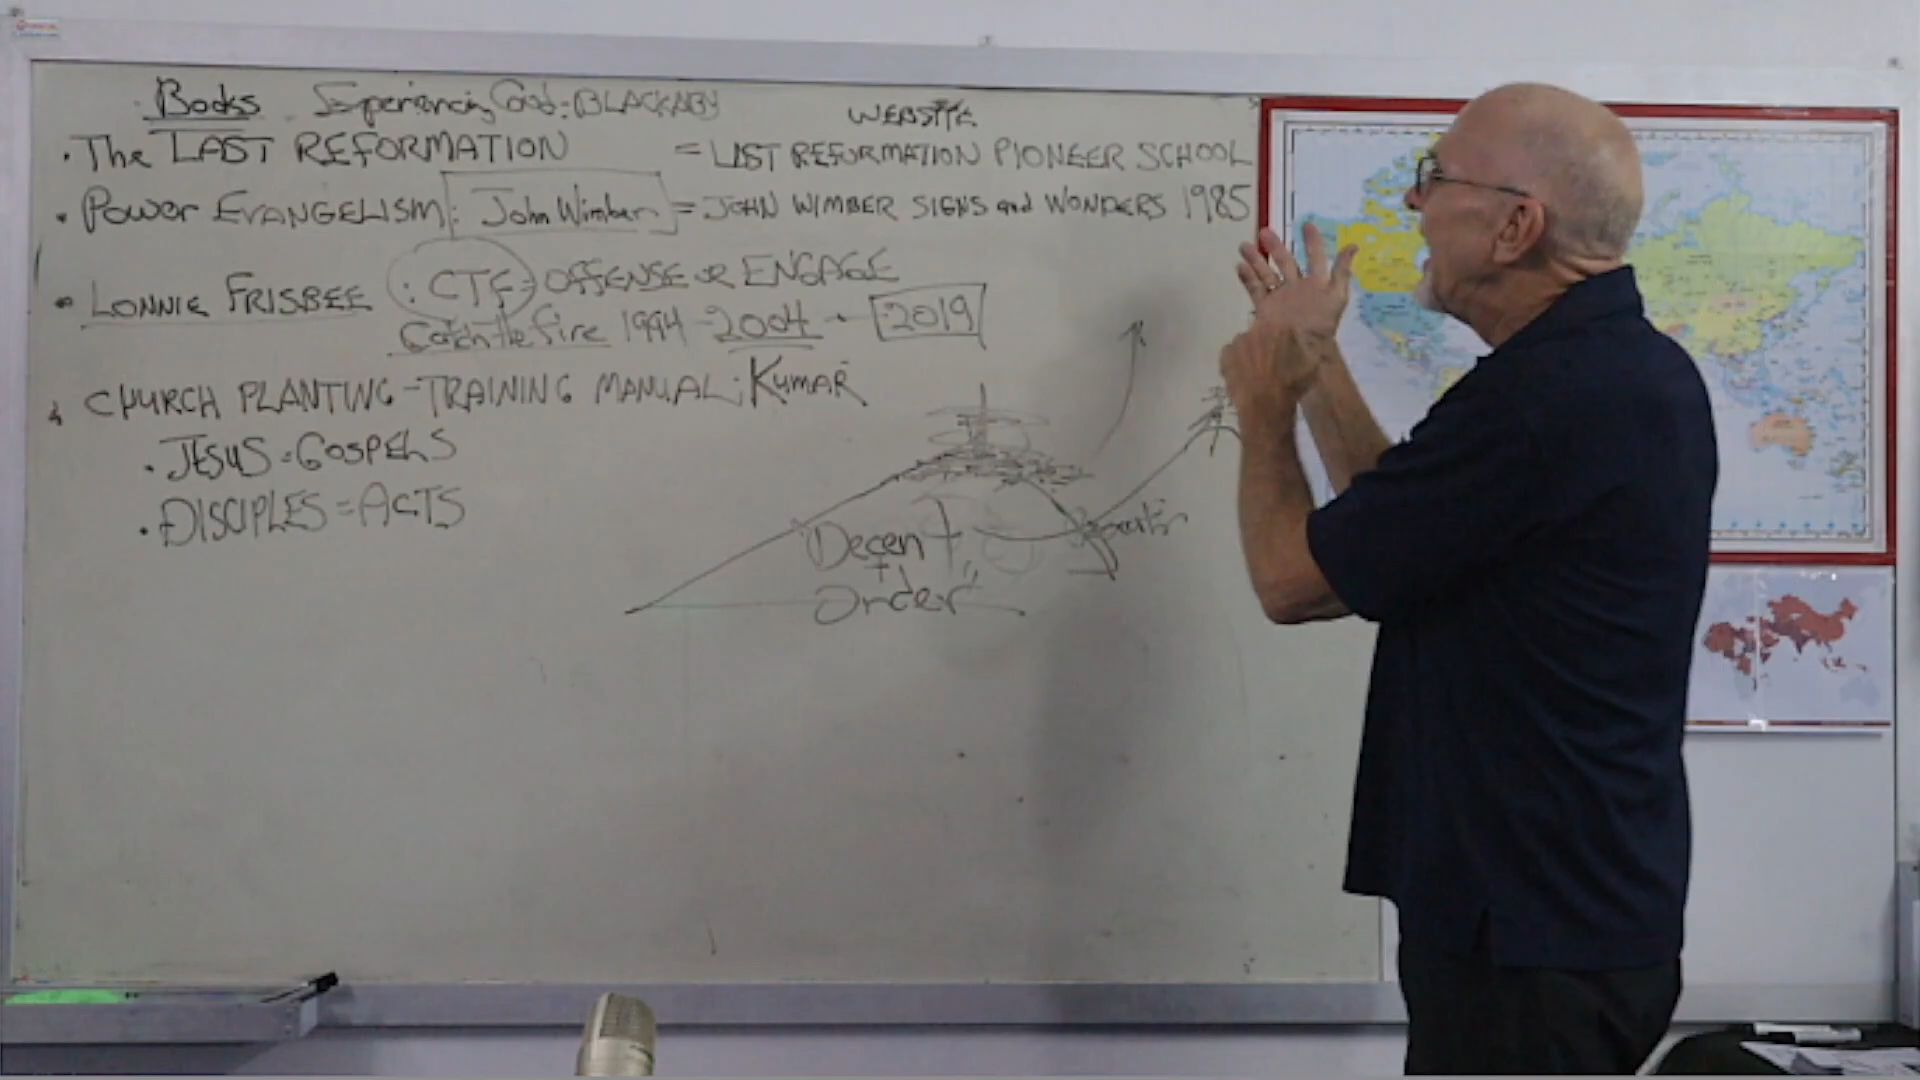 Books Experiencing God: BLACKABY
WEBSITE
• The LAST REFORMATION = LAST REFORMATION PIONEER SCHOOL
• POWER EVANGELISM: John Wimber = JOHN WIMBER SIGNS and WONDERS 1985
• LONNIE FRISBEE : CTF = OFFENSE or ENGAGE
Catch the Fire 1994 - 2004 - 2019
CHURCH PLANTING - TRAINING MANUAL: KUMAR
• JESUS = GOSPELS
• DISCIPLES = ACTS
Decent
+
Order"